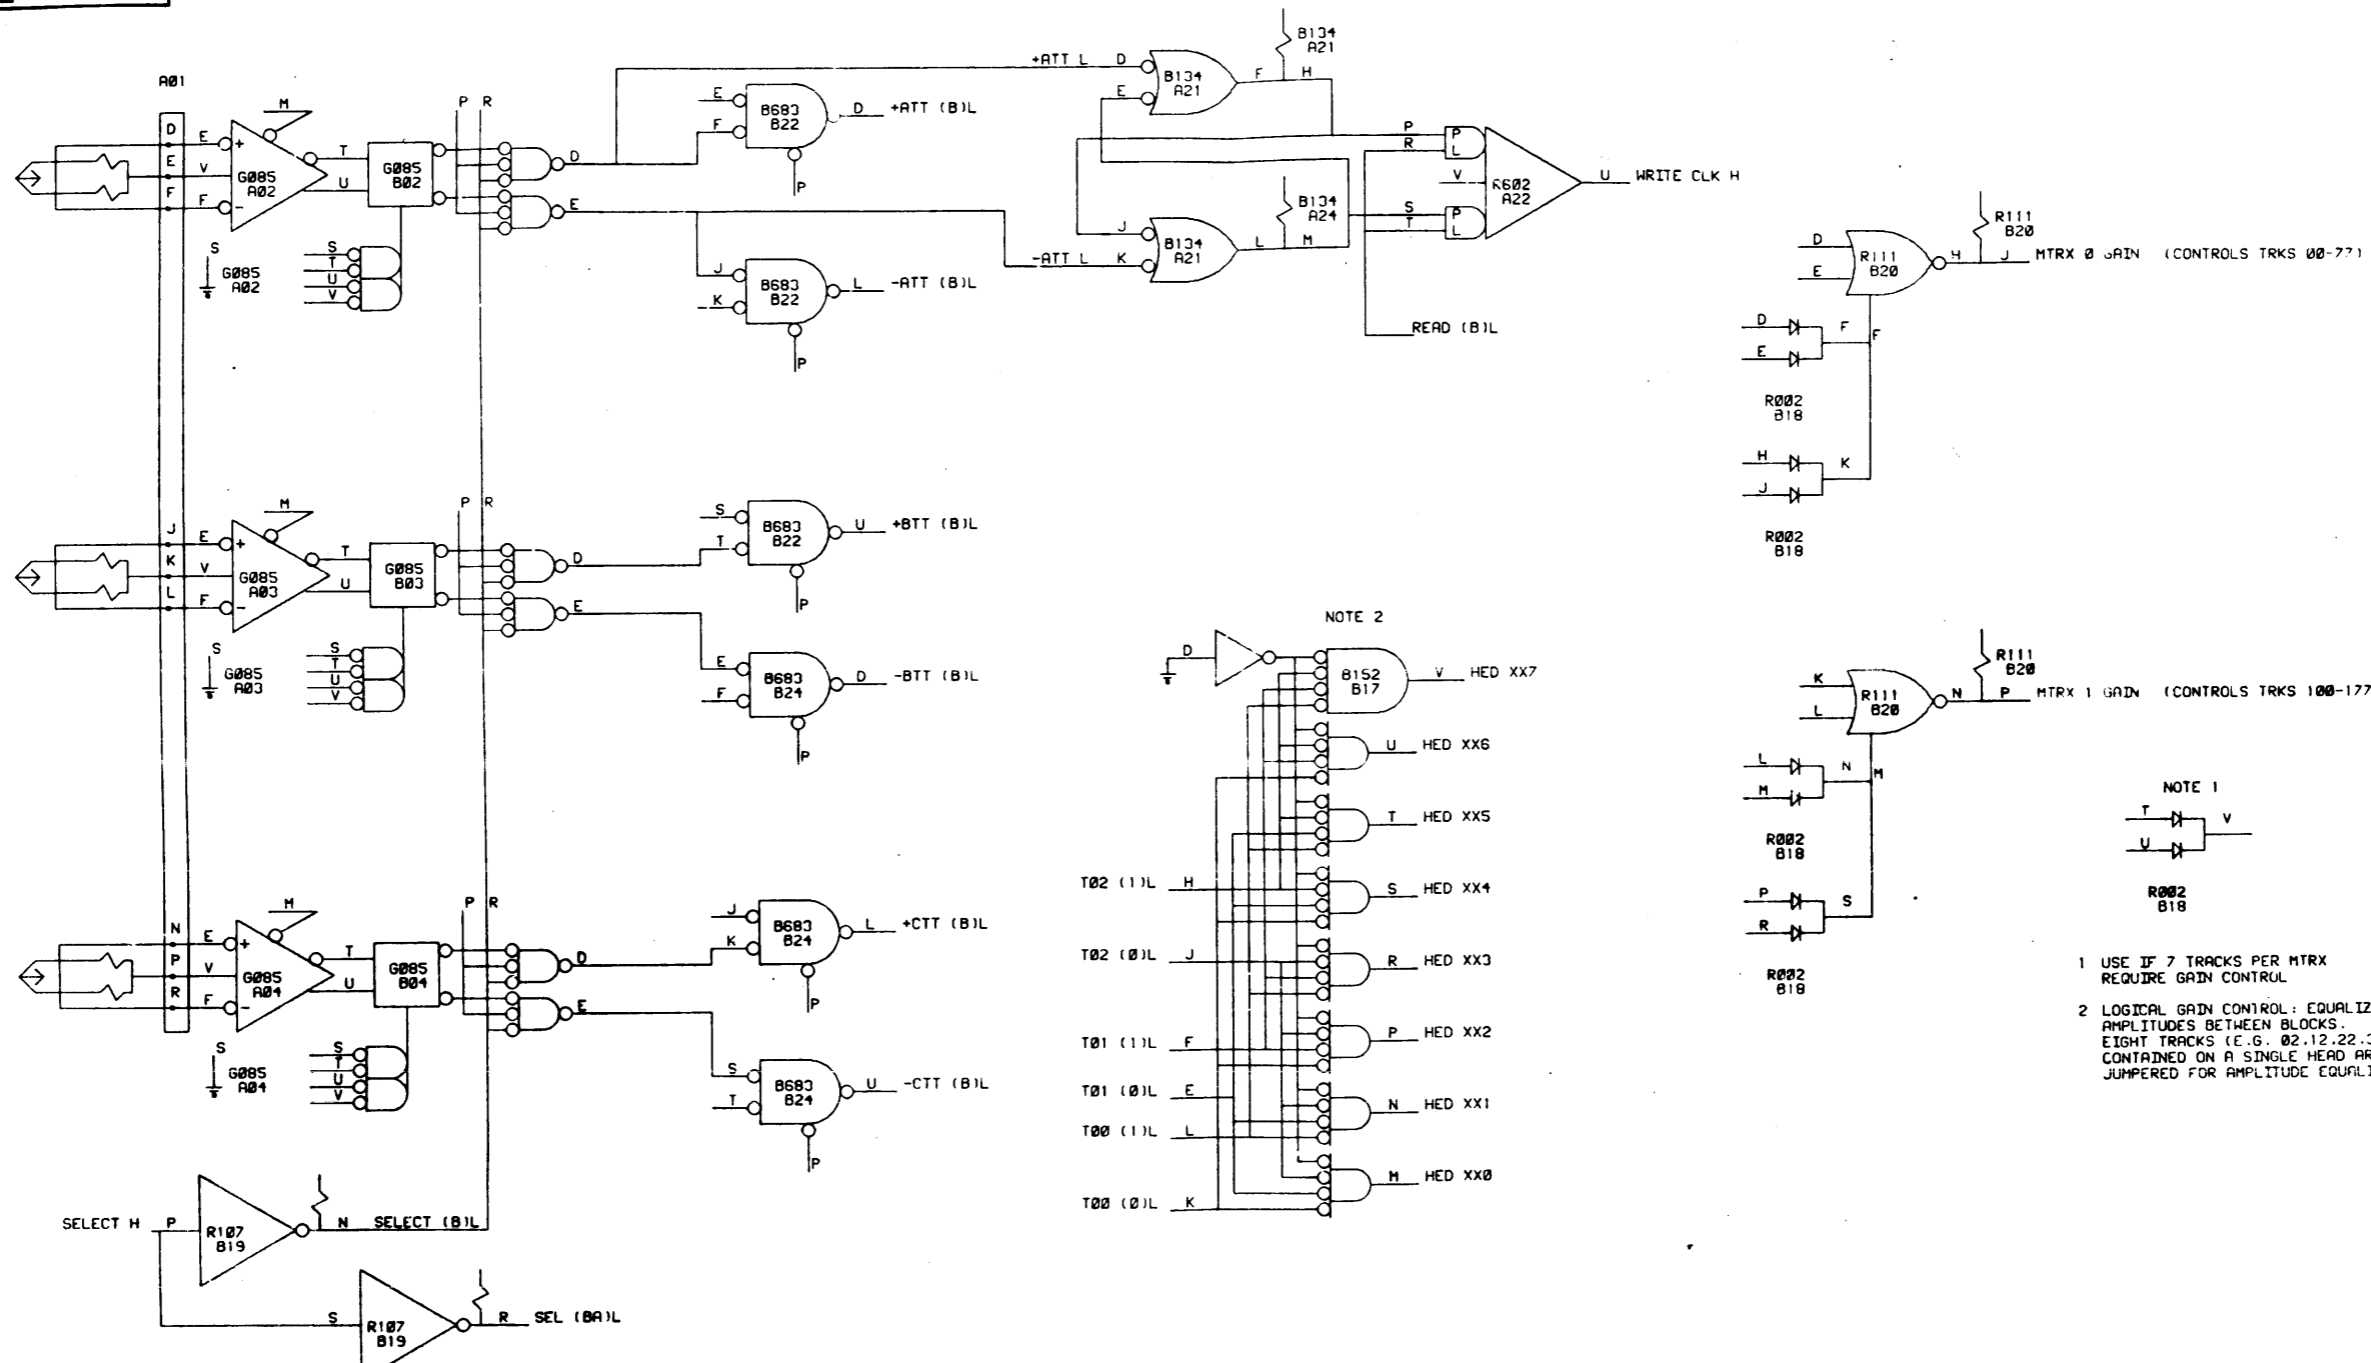 A01
D
E
F
M
E
V
F
+
-
G085
A02
T
U
G085
B02
P R
D
E
S
G085
A02
S
T
U
V
E
F
B683
B22
D +ATT (B)L
P
J
K
B683
B22
L -ATT (B)L
P
+ATT L D
E
B134
A21
F H
B134
A21
-ATT L K
J
B134
A21
L M
B134
A24
P
R
V
S
T
P
L
P
L
R602
A22
U WRITE CLK H
READ (B)L
D
E
R111
B20
H J
R111
B20
MTRX 0 GAIN (CONTROLS TRKS 00-77)
D
E
F
F
R002
B18
H
J
K
R002
B18
J
K
L
M
E
V
F
+
-
G085
A03
T
U
G085
B03
P R
D
E
S
G085
A03
S
T
U
V
S
T
B683
B22
U +BTT (B)L
P
E
F
B683
B24
D -BTT (B)L
P
NOTE 2
D
B152
B17
V HED XX7
U HED XX6
T HED XX5
T02 (1)L H
S HED XX4
T02 (0)L J
R HED XX3
T01 (1)L F
P HED XX2
T01 (0)L E
N HED XX1
T00 (1)L L
M HED XX0
T00 (0)L K
K
L
R111
B20
N P
R111
B20
MTRX 1 GAIN (CONTROLS TRKS 100-177
L
M
N
M
R002
B18
P
R
S
R002
B18
NOTE 1
T
U
V
R002
B18
1 USE IF 7 TRACKS PER MTRX
REQUIRE GAIN CONTROL
2 LOGICAL GAIN CONTROL: EQUALIZ
AMPLITUDES BETWEEN BLOCKS.
EIGHT TRACKS (E.G. 02.12.22.3
CONTAINED ON A SINGLE HEAD AR
JUMPERED FOR AMPLITUDE EQUALI
N
P
R
M
E
V
F
+
-
G085
A04
T
U
G085
B04
P R
D
E
S
G085
A04
S
T
U
V
J
K
B683
B24
L +CTT (B)L
P
S
T
B683
B24
U -CTT (B)L
P
SELECT H P
R107
B19
N SELECT (B)L
S
R107
B19
R SEL (BA)L